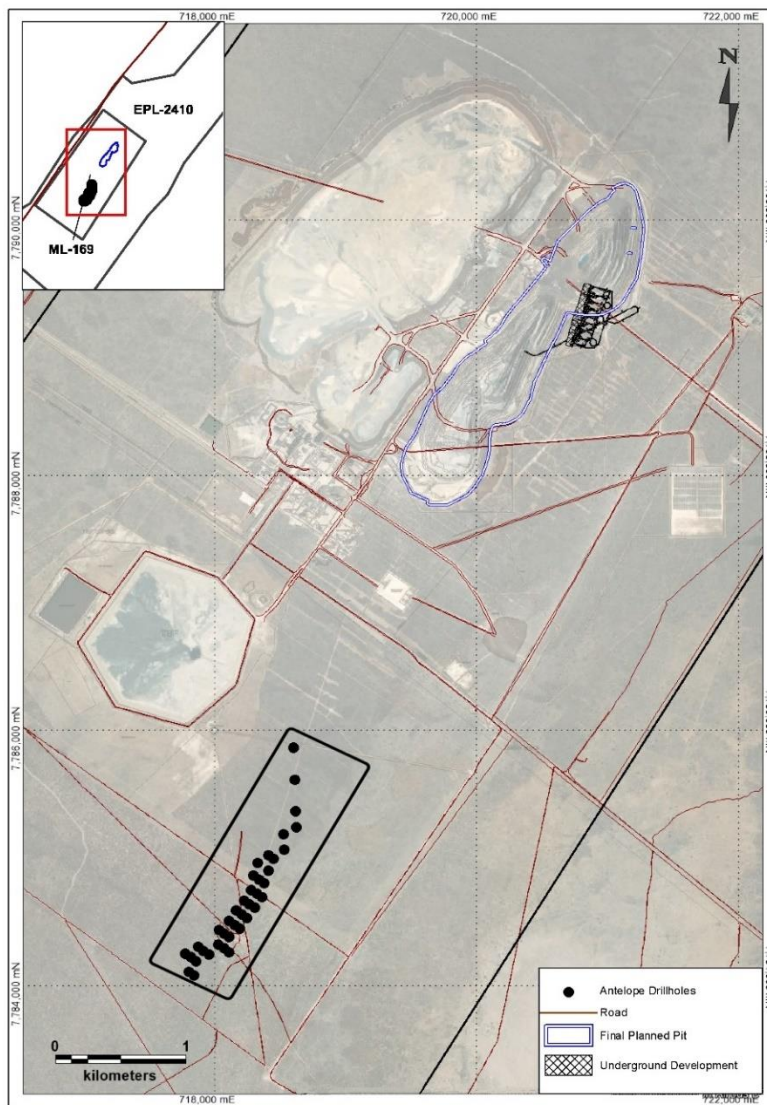 718,000 mE
720,000 mE
722,000 mE
EPL-2410
ML-169
N
7,790,000 mN
7,788,000 mN
7,786,000 mN
7,784,000 mN
Antelope Drillholes
Road
Final Planned Pit
Underground Development
0
1
kilometers
718,000 mE
722,000 mE